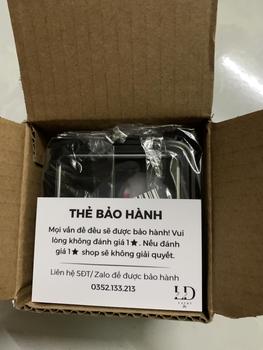 THẺ BẢO HÀNH
Mọi vấn đề đều sẽ được bảo hành! Vui
lòng không đánh giá 1★. Nếu đánh
giá 1★ shop sẽ không giải quyết.
Liên hệ SĐT/ Zalo để được bảo hành
0352.133.213
LD